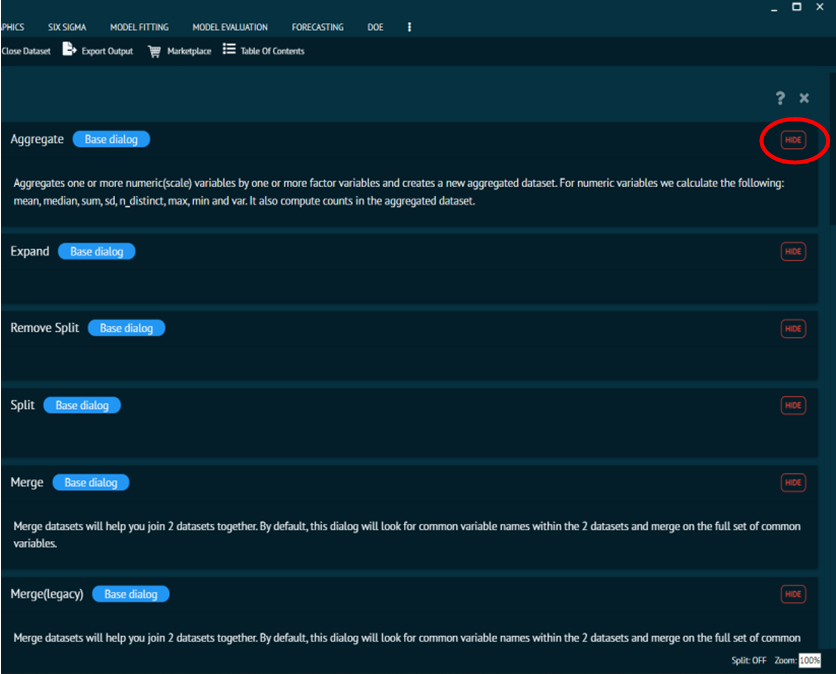 PHICS SIX SIGMA MODEL FITTING MODEL EVALUATION FORECASTING DOE
Close Dataset Export Output Marketplace Table Of Contents
? ×
Aggregate Base dialog HIDE
Aggregates one or more numeric(scale) variables by one or more factor variables and creates a new aggregated dataset. For numeric variables we calculate the following:
mean, median, sum, sd, n_distinct, max, min and var. It also compute counts in the aggregated dataset.
Expand Base dialog HIDE
Remove Split Base dialog HIDE
Split Base dialog HIDE
Merge Base dialog HIDE
Merge datasets will help you join 2 datasets together. By default, this dialog will look for common variable names within the 2 datasets and merge on the full set of common
variables.
Merge(legacy) Base dialog HIDE
Merge datasets will help you join 2 datasets together. By default, this dialog will look for common variable names within the 2 datasets and merge on the full set of common
Split: OFF Zoom: 100%